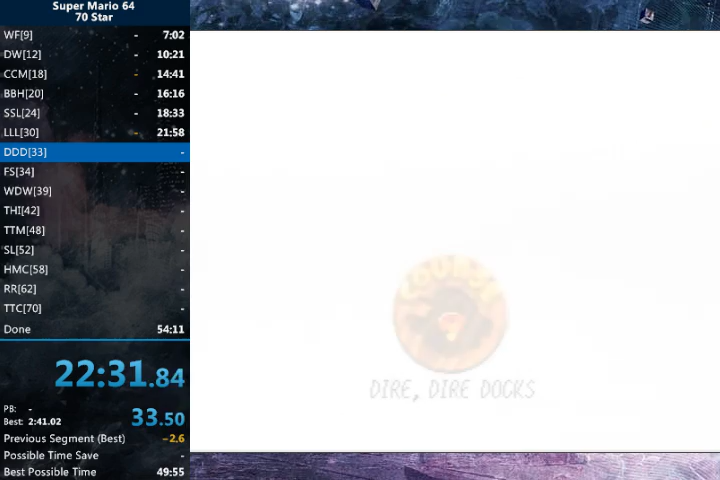 Super Mario 64
70 Star
WF[9] - 7:02
DW[12] - 10:21
CCM[18] - 14:41
BBH[20] - 16:16
SSL[24] - 18:33
LLL[30] - 21:58
DDD[33] -
FS[34] -
WDW[39] -
THI[42] -
TTM[48] -
SL[52] -
HMC[58] -
RR[62] -
TTC[70] -
Done 54:11
22:31.84
PB: -
Best: 2:41.02 33.50
Previous Segment (Best) -2.6
Possible Time Save -
Best Possible Time 49:55
COURSE
DIRE, DIRE DOCKS